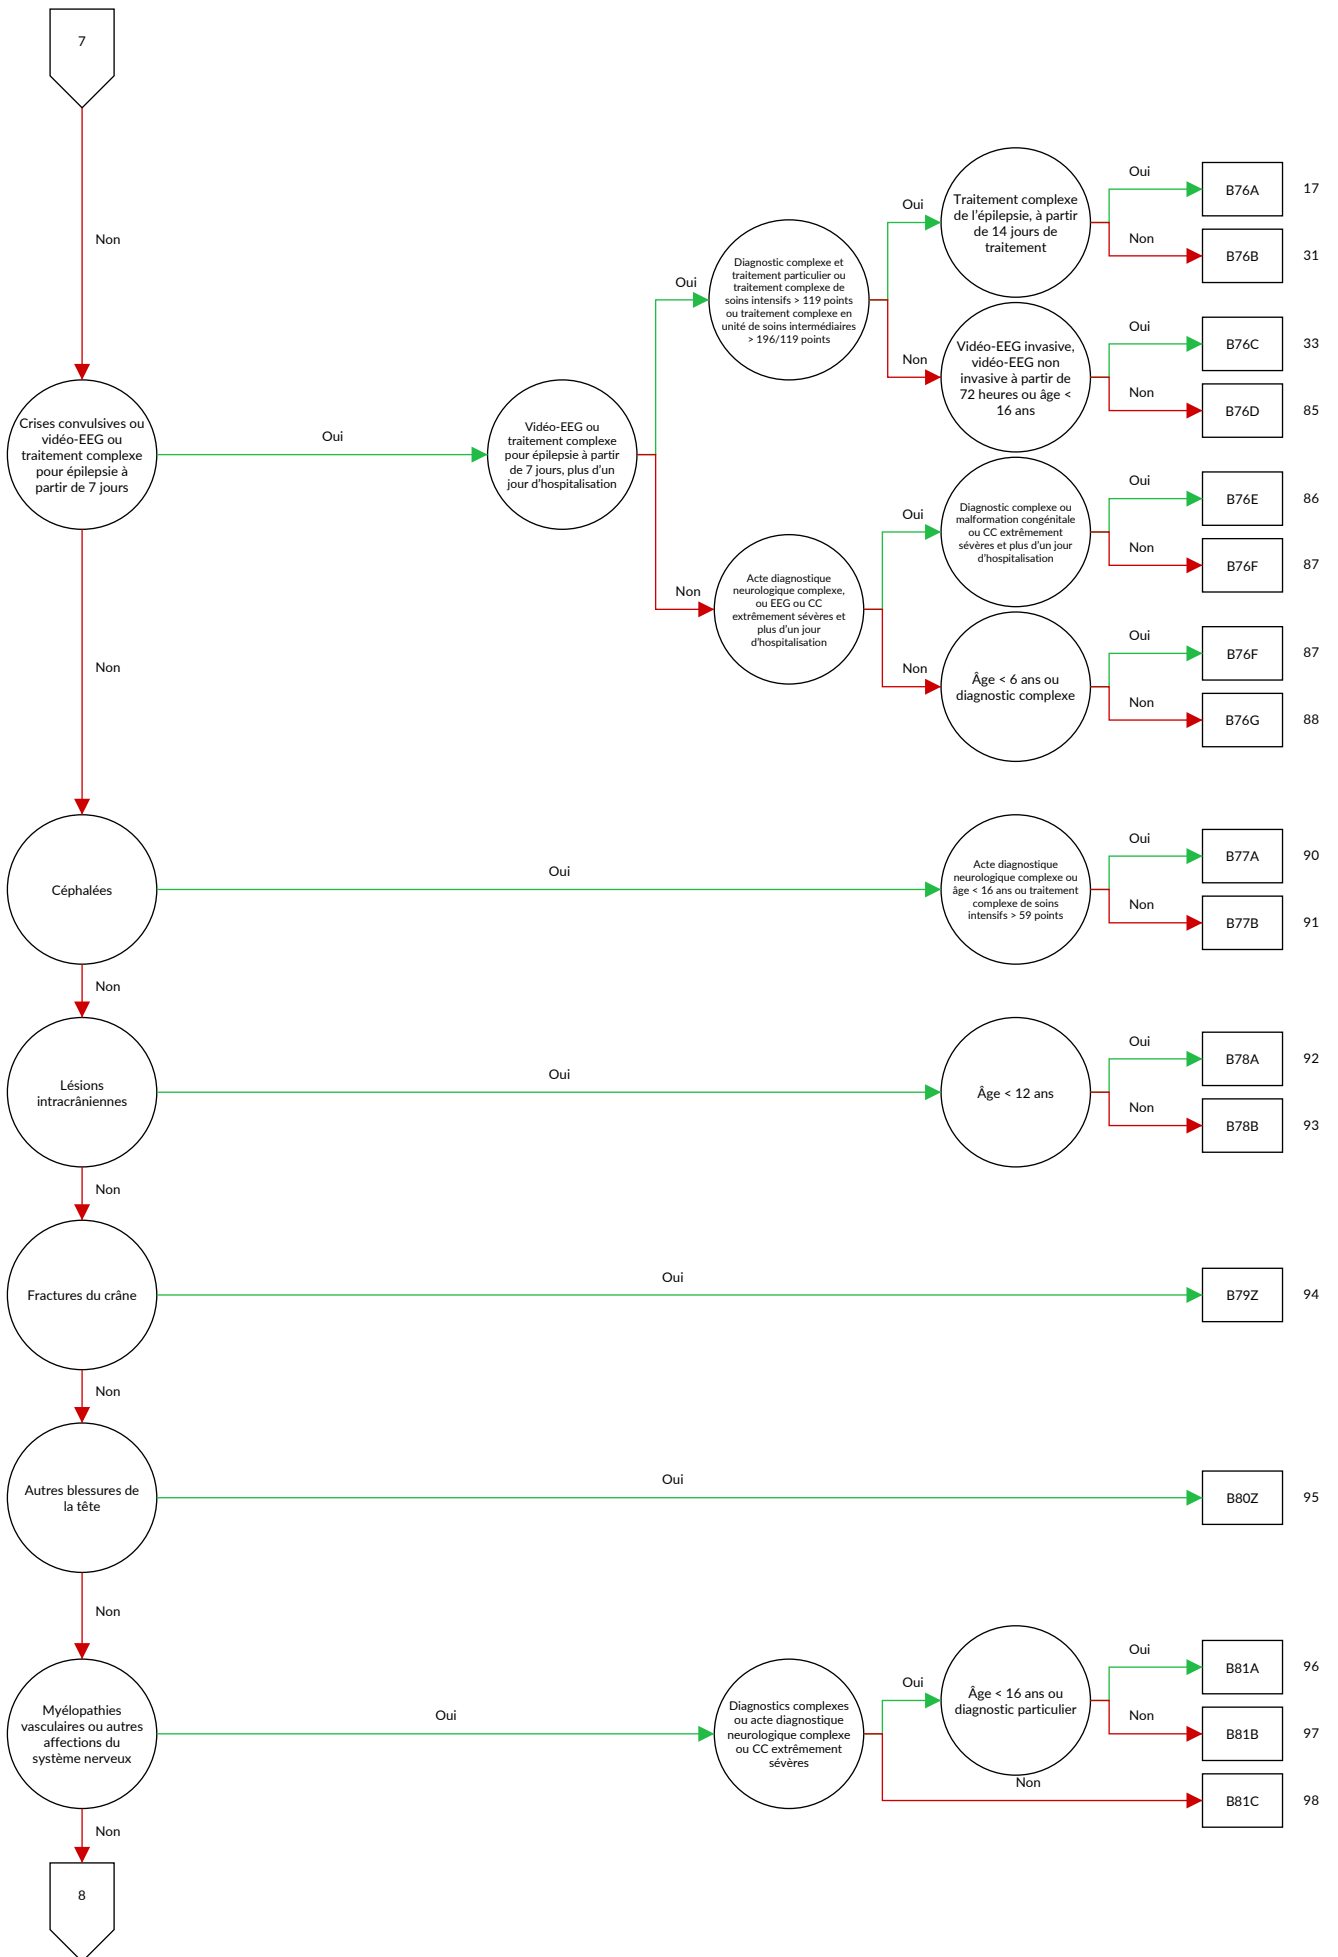 7
Non
Crises convulsives ou
vidéo-EEG ou
traitement complexe
pour épilepsie à
partir de 7 jours
Oui
Vidéo-EEG ou
traitement complexe
pour épilepsie à partir
de 7 jours, plus d'un
jour d'hospitalisation
Oui
Diagnostic complexe et
traitement particulier ou
traitement complexe de
soins intensifs > 119 points
ou traitement complexe en
unité de soins intermédiaires
> 196/119 points
Oui
Traitement complexe
de l'épilepsie, à partir
de 14 jours de
traitement
Oui
B76A
17
Non
B76B
31
Non
Vidéo-EEG invasive,
vidéo-EEG non
invasive à partir de
72 heures ou âge <
16 ans
Oui
B76C
33
Non
B76D
85
Non
Acte diagnostique
neurologique complexe,
ou EEG ou CC
extrêmement sévères et
plus d'un jour
d'hospitalisation
Oui
Diagnostic complexe ou
malformation congénitale
ou CC extrêmement
sévères et plus d'un jour
d'hospitalisation
Oui
B76E
86
Non
B76F
87
Non
Âge < 6 ans ou
diagnostic complexe
Oui
B76F
87
Non
B76G
88
Non
Céphalées
Oui
Acte diagnostique
neurologique complexe ou
âge < 16 ans ou traitement
complexe de soins
intensifs > 59 points
Oui
B77A
90
Non
B77B
91
Non
Lésions
intracrâniennes
Oui
Âge < 12 ans
Oui
B78A
92
Non
B78B
93
Non
Fractures du crâne
Oui
B79Z
94
Non
Autres blessures de
la tête
Oui
B80Z
95
Non
Myélopathies
vasculaires ou autres
affections du
système nerveux
Oui
Diagnostics complexes
ou acte diagnostique
neurologique complexe
ou CC extrêmement
sévères
Oui
Âge < 16 ans ou
diagnostic particulier
Oui
B81A
96
Non
B81B
97
Non
B81C
98
Non
8